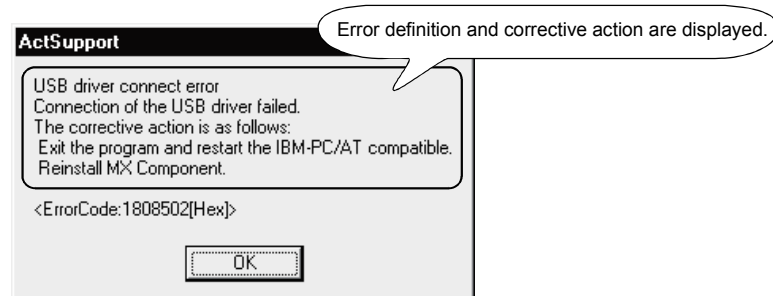 Error definition and corrective action are displayed.
ActSupport
USB driver connect error
Connection of the USB driver failed.
The corrective action is as follows:
Exit the program and restart the IBM-PC/AT compatible.
Reinstall MX Component.
<ErrorCode:1808502[Hex]>
OK